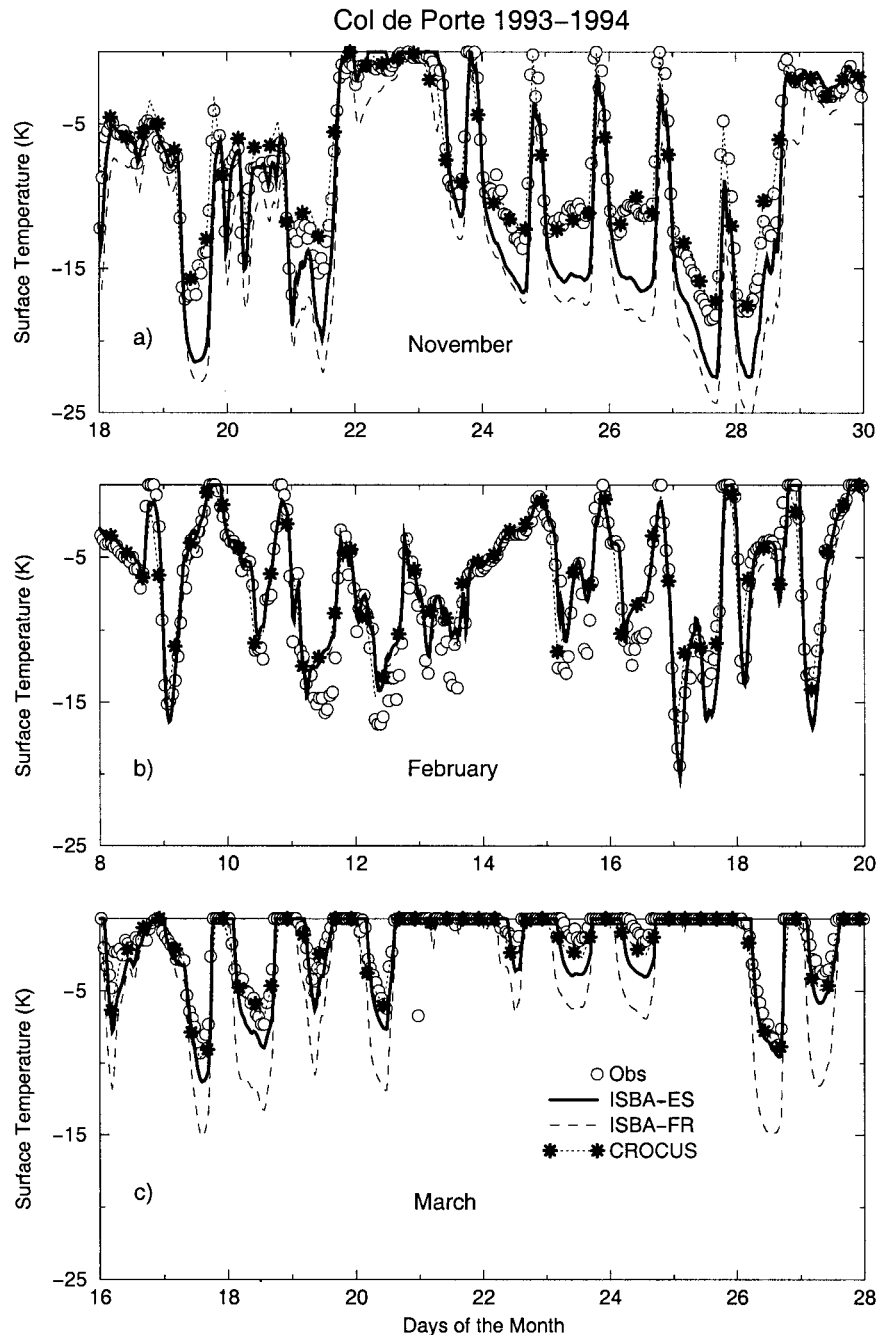 Col de Porte 1993–1994
Surface Temperature (K)
−5
−15
−25
a)
November
18
20
22
24
26
28
30
Surface Temperature (K)
−5
−15
−25
b)
February
8
10
12
14
16
18
20
Surface Temperature (K)
−5
−15
−25
c)
March
Obs
ISBA−ES
ISBA−FR
CROCUS
16
18
20
22
24
26
28
Days of the Month